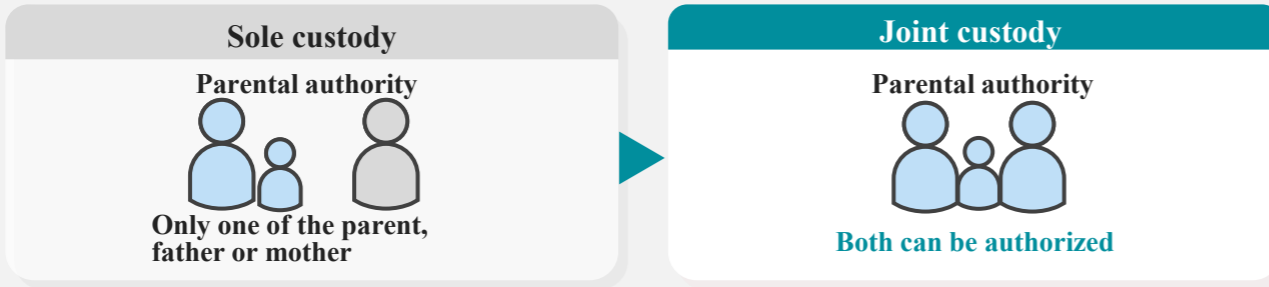 Sole custody
Parental authority
Only one of the parent,
father or mother
Joint custody
Parental authority
Both can be authorized